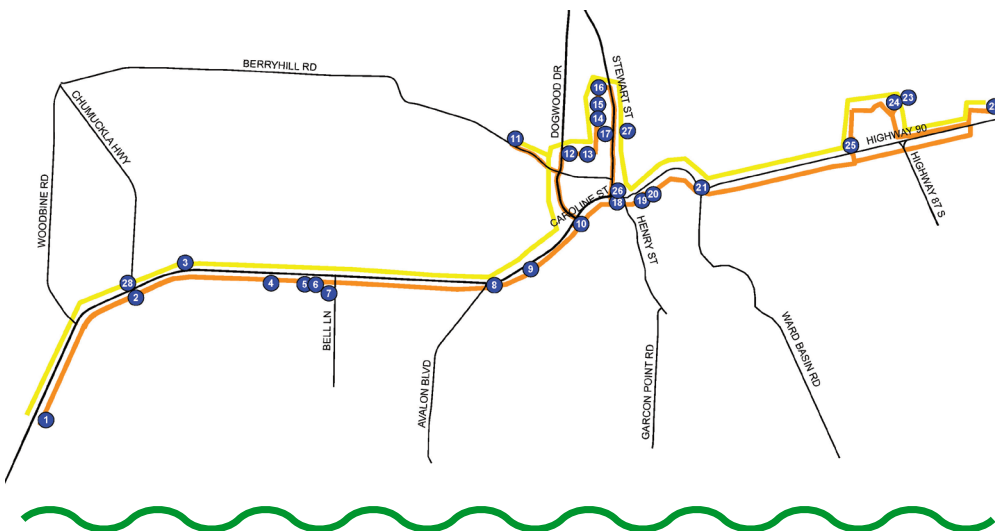 BERRYHILL RD
CHUMUCKLA HWY
WOODBINE RD
DOGWOOD DR
STEWART ST
16
15
14
17
27
11
12
13
24
23
HIGHWAY 90
25
HIGHWAY 87 S
CAROLINE ST
26
18
19
20
21
10
HENRY ST
3
28
2
4
5
6
7
8
9
BELL LN
AVALON BLVD
GARCON POINT RD
WARD BASIN RD
1